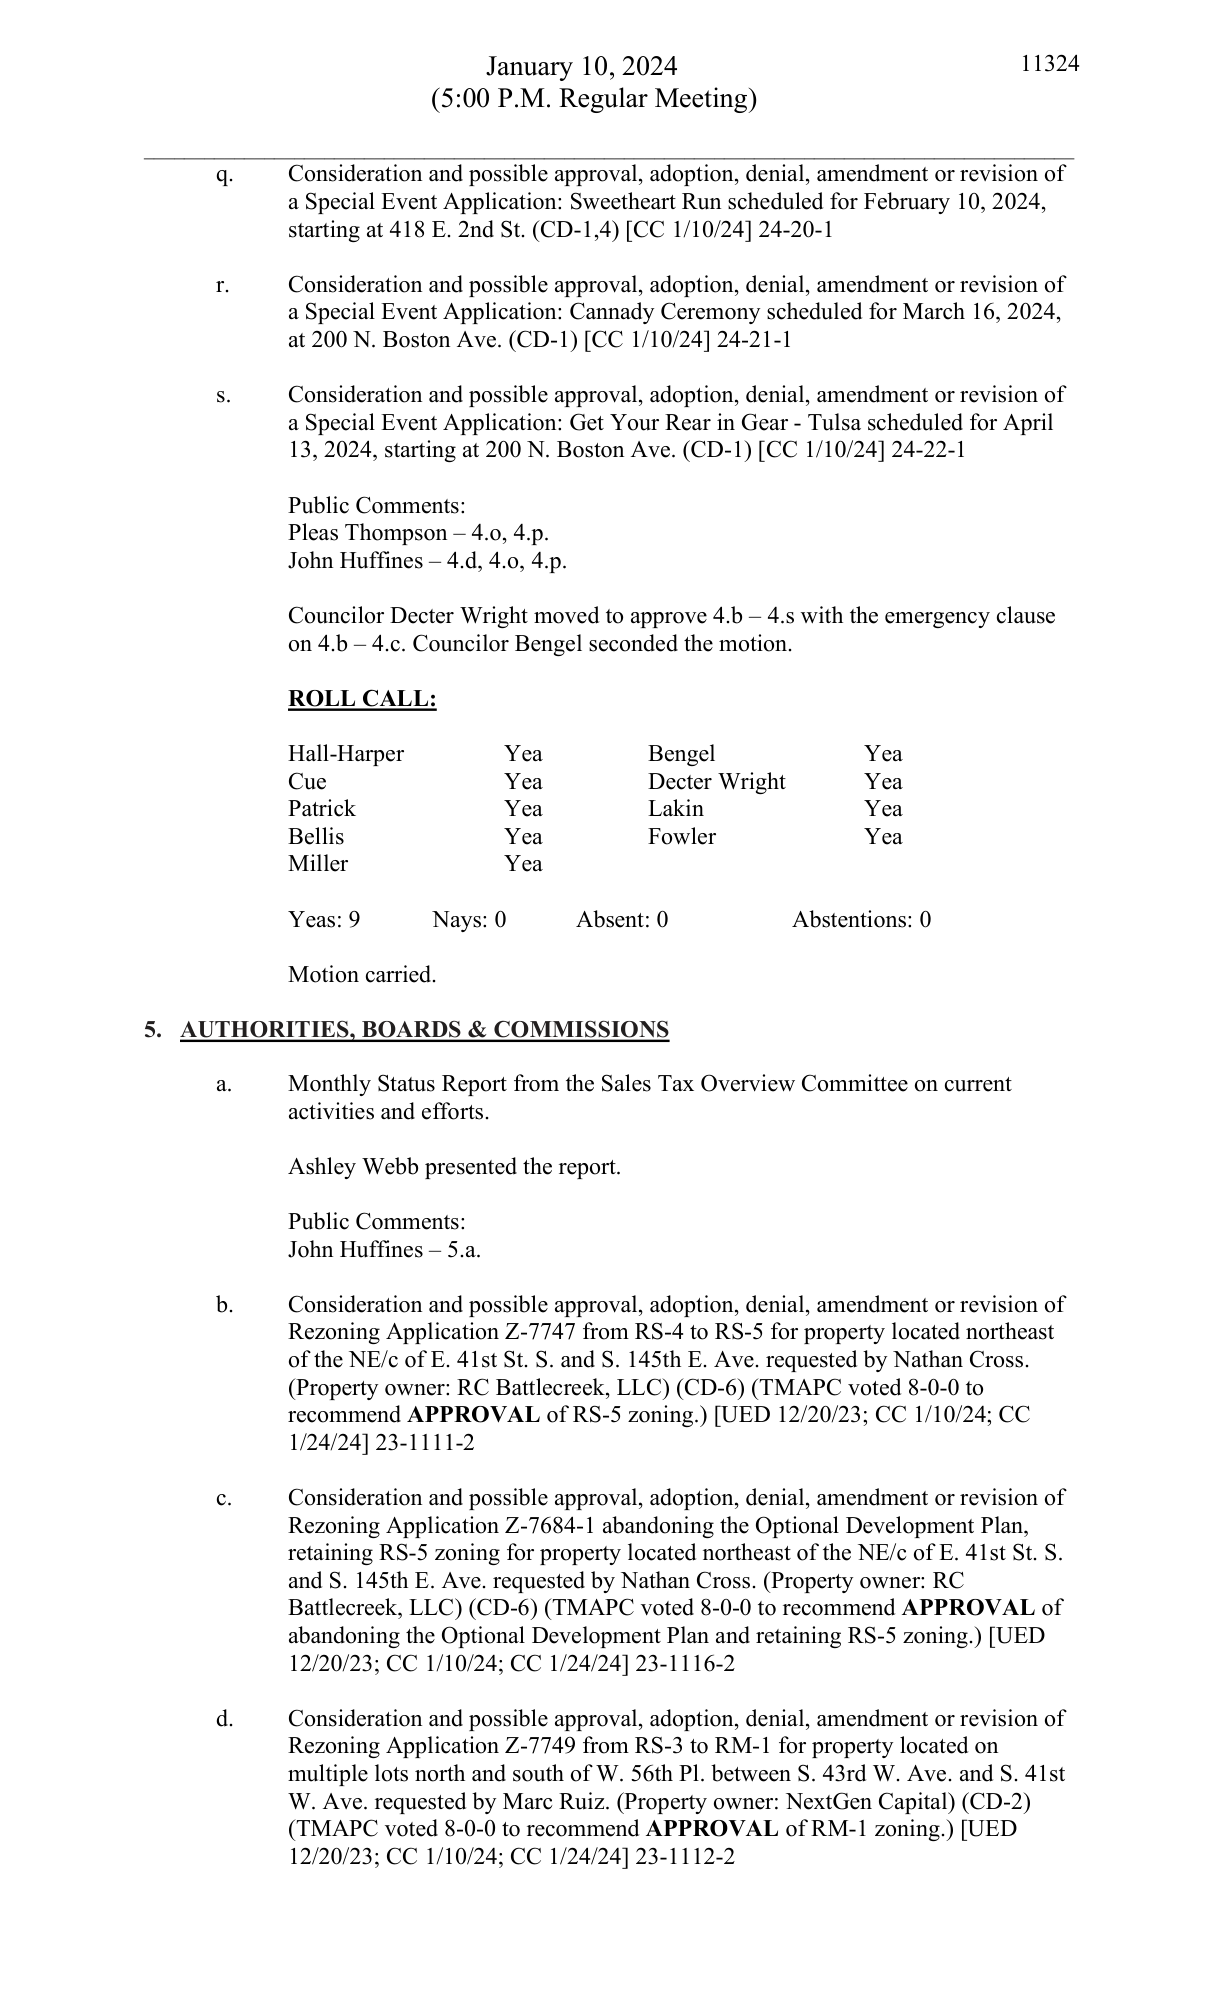 January 10, 2024
11324
(5:00 P.M. Regular Meeting)
q. Consideration and possible approval, adoption, denial, amendment or revision of
a Special Event Application: Sweetheart Run scheduled for February 10, 2024,
starting at 418 E. 2nd St. (CD-1,4) [CC 1/10/24] 24-20-1
r. Consideration and possible approval, adoption, denial, amendment or revision of
a Special Event Application: Cannady Ceremony scheduled for March 16, 2024,
at 200 N. Boston Ave. (CD-1) [CC 1/10/24] 24-21-1
s. Consideration and possible approval, adoption, denial, amendment or revision of
a Special Event Application: Get Your Rear in Gear - Tulsa scheduled for April
13, 2024, starting at 200 N. Boston Ave. (CD-1) [CC 1/10/24] 24-22-1
Public Comments:
Pleas Thompson – 4.o, 4.p.
John Huffines – 4.d, 4.o, 4.p.
Councilor Decter Wright moved to approve 4.b – 4.s with the emergency clause
on 4.b – 4.c. Councilor Bengel seconded the motion.
ROLL CALL:
Hall-Harper Yea Bengel Yea
Cue Yea Decter Wright Yea
Patrick Yea Lakin Yea
Bellis Yea Fowler Yea
Miller Yea
Yeas: 9 Nays: 0 Absent: 0 Abstentions: 0
Motion carried.
5. AUTHORITIES, BOARDS & COMMISSIONS
a. Monthly Status Report from the Sales Tax Overview Committee on current
activities and efforts.
Ashley Webb presented the report.
Public Comments:
John Huffines – 5.a.
b. Consideration and possible approval, adoption, denial, amendment or revision of
Rezoning Application Z-7747 from RS-4 to RS-5 for property located northeast
of the NE/c of E. 41st St. S. and S. 145th E. Ave. requested by Nathan Cross.
(Property owner: RC Battlecreek, LLC) (CD-6) (TMAPC voted 8-0-0 to
recommend APPROVAL of RS-5 zoning.) [UED 12/20/23; CC 1/10/24; CC
1/24/24] 23-1111-2
c. Consideration and possible approval, adoption, denial, amendment or revision of
Rezoning Application Z-7684-1 abandoning the Optional Development Plan,
retaining RS-5 zoning for property located northeast of the NE/c of E. 41st St. S.
and S. 145th E. Ave. requested by Nathan Cross. (Property owner: RC
Battlecreek, LLC) (CD-6) (TMAPC voted 8-0-0 to recommend APPROVAL of
abandoning the Optional Development Plan and retaining RS-5 zoning.) [UED
12/20/23; CC 1/10/24; CC 1/24/24] 23-1116-2
d. Consideration and possible approval, adoption, denial, amendment or revision of
Rezoning Application Z-7749 from RS-3 to RM-1 for property located on
multiple lots north and south of W. 56th Pl. between S. 43rd W. Ave. and S. 41st
W. Ave. requested by Marc Ruiz. (Property owner: NextGen Capital) (CD-2)
(TMAPC voted 8-0-0 to recommend APPROVAL of RM-1 zoning.) [UED
12/20/23; CC 1/10/24; CC 1/24/24] 23-1112-2